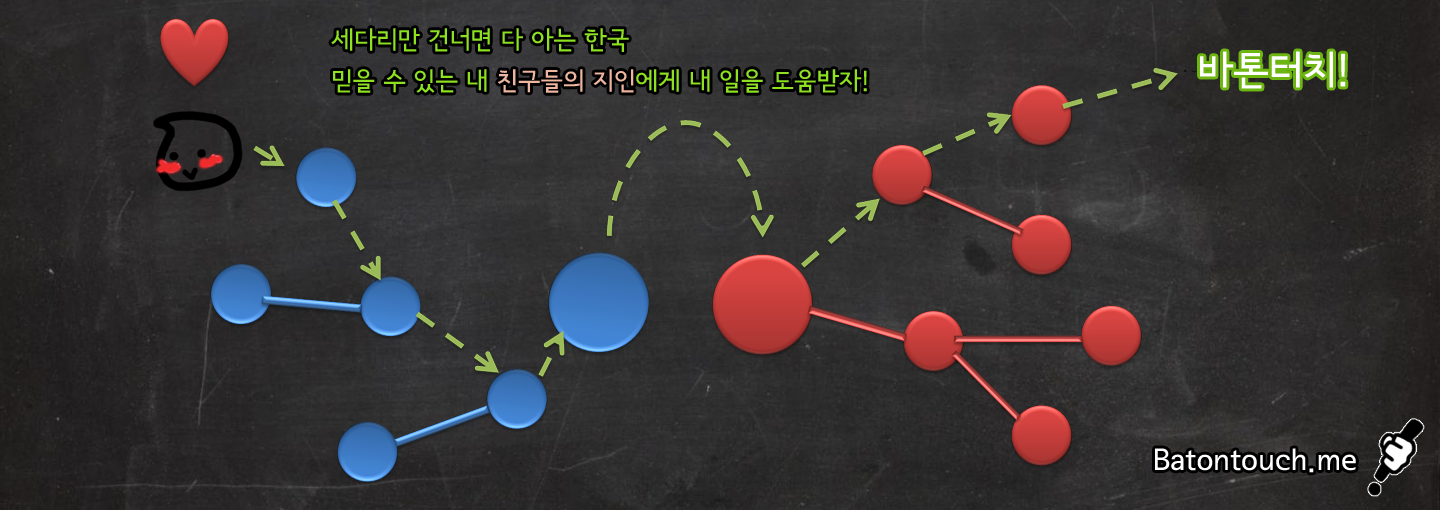 세다리만 건너면 다 아는 한국
믿을 수 있는 내 친구들의 지인에게 내 일을 도움받자!
바톤터치!
Batontouch.me